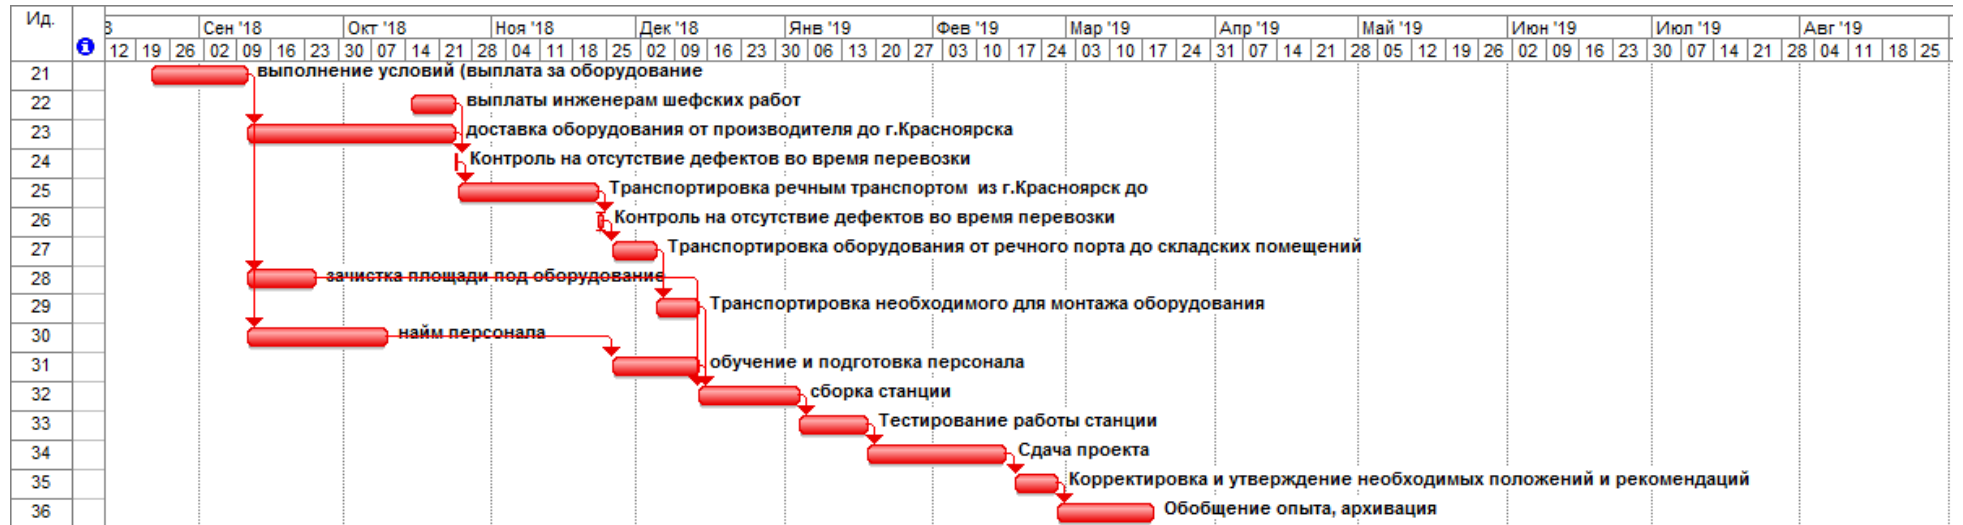 Ид.
3 Сен '18 Окт '18 Ноя '18 Дек '18 Янв '19 Фев '19 Мар '19 Апр '19 Май '19 Июн '19 Июл '19 Авг '19
12 19 26 02 09 16 23 30 07 14 21 28 04 11 18 25 02 09 16 23 30 06 13 20 27 03 10 17 24 03 10 17 24 31 07 14 21 28 05 12 19 26 02 09 16 23 30 07 14 21 28 04 11 18 25
21 выполнение условий (выплата за оборудование
22 выплаты инженерам шефских работ
23 доставка оборудования от производителя до г.Красноярска
24 Контроль на отсутствие дефектов во время перевозки
25 Транспортировка речным транспортом из г.Красноярск до
26 Контроль на отсутствие дефектов во время перевозки
27 Транспортировка оборудования от речного порта до складских помещений
28 зачистка площади под оборудование
29 Транспортировка необходимого для монтажа оборудования
30 найм персонала
31 обучение и подготовка персонала
32 сборка станции
33 Тестирование работы станции
34 Сдача проекта
35 Корректировка и утверждение необходимых положений и рекомендаций
36 Обобщение опыта, архивация